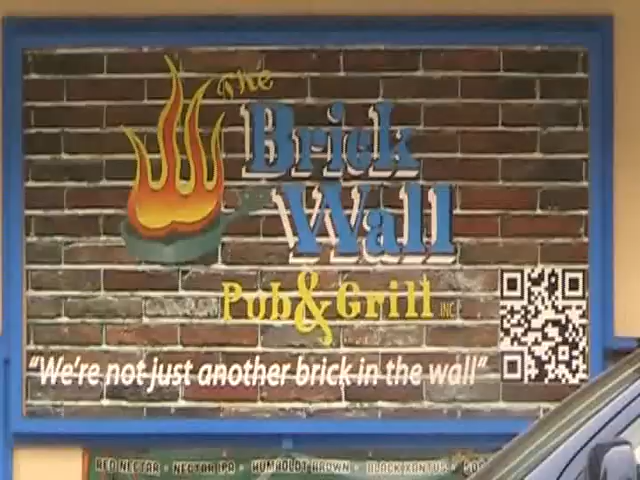 The
Brick
Wall
Pub & Grill INC
"We're not just another brick in the wall"
RED NECTAR • NECTAR IPA • HUMBOLDT BROWN • BLACK XANTUS •